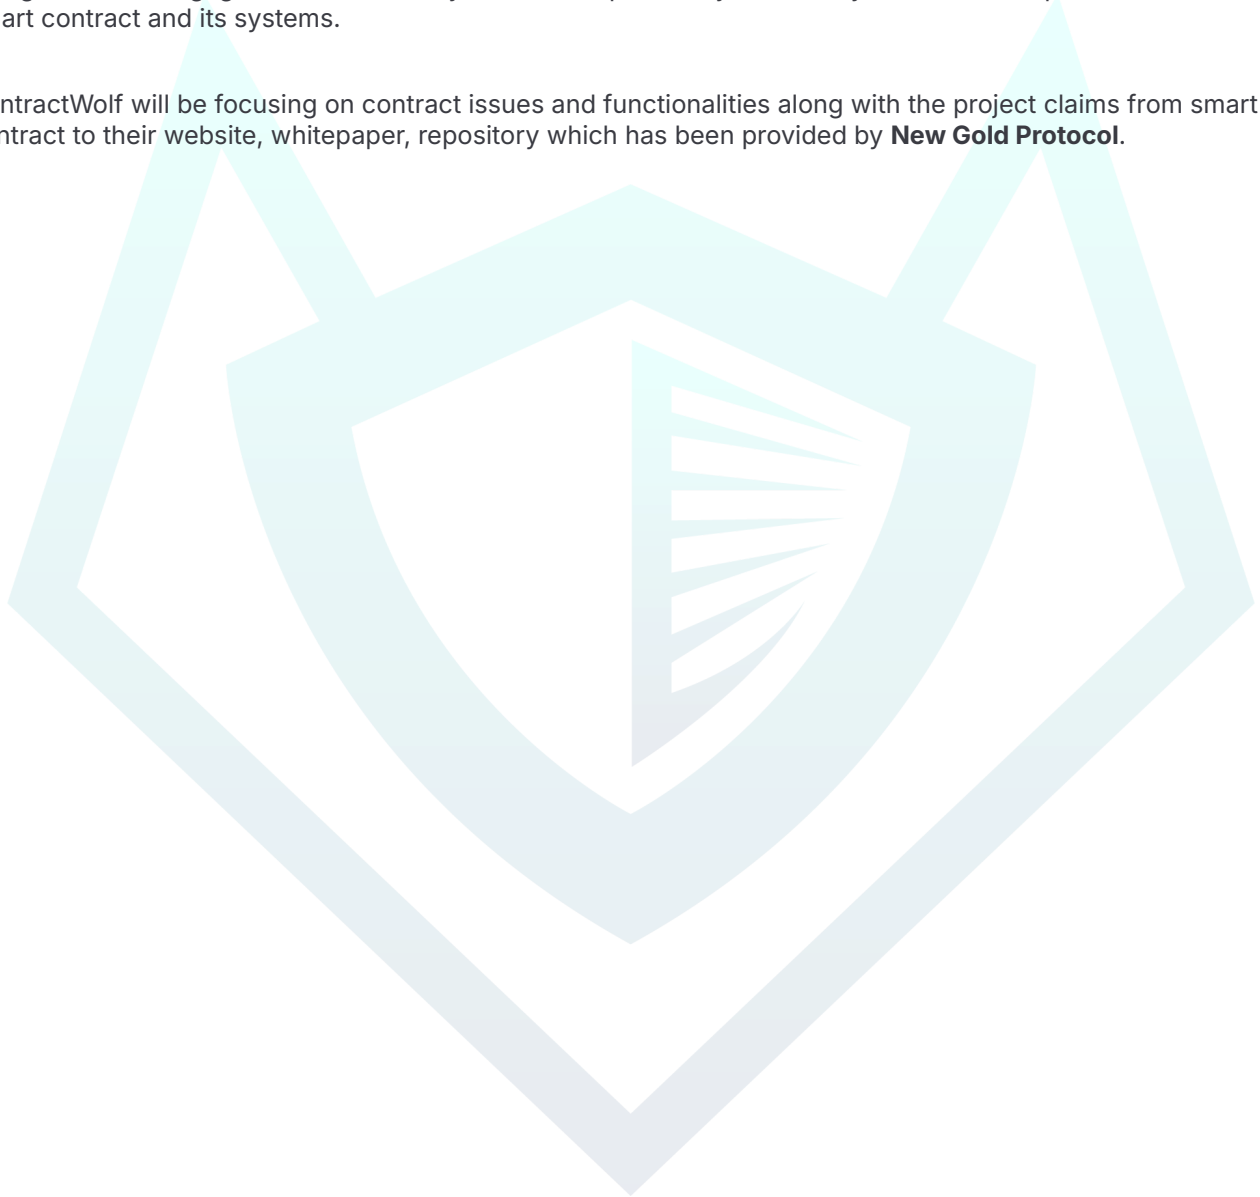 art contract and its systems.
ntractWolf will be focusing on contract issues and functionalities along with the project claims from smart
ntract to their website, whitepaper, repository which has been provided by New Gold Protocol.